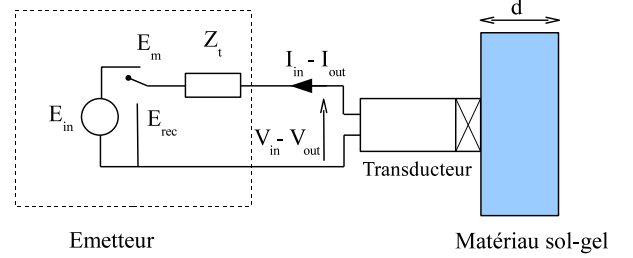 d
E_m
Z_t
I_in - I_out
E_in
E_rec
V_in- V_out
Transducteur
Emetteur
Matériau sol-gel